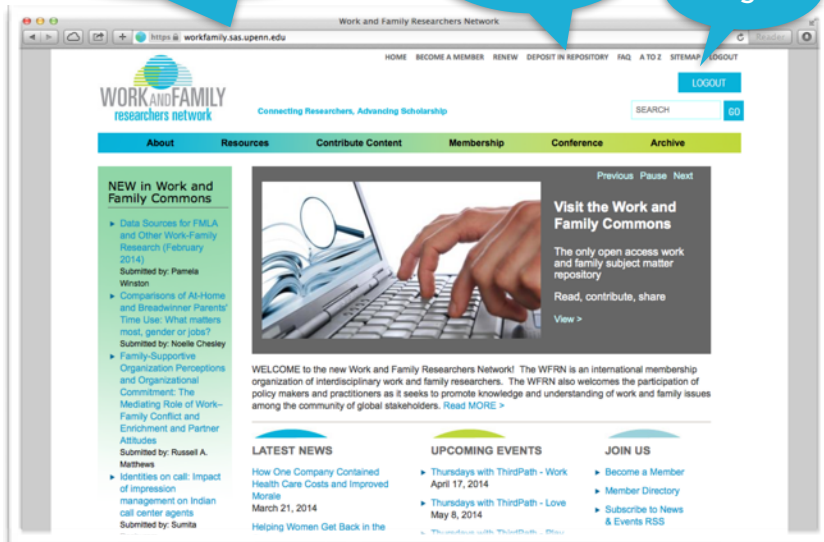 Work and Family Researchers Network
https workfamily.sas.upenn.edu
Reader
HOME BECOME A MEMBER RENEW DEPOSIT IN REPOSITORY FAQ A TO Z SITEMAP LOGOUT
LOGOUT
WORK AND FAMILY
researchers network
Connecting Researchers, Advancing Scholarship
SEARCH GO
About Resources Contribute Content Membership Conference Archive
NEW in Work and
Family Commons
Data Sources for FMLA
and Other Work-Family
Research (February
2014)
Submitted by: Pamela
Winston
Comparisons of At-Home
and Breadwinner Parents'
Time Use: What matters
most, gender or jobs?
Submitted by: Noelle Chesley
Family-Supportive
Organization Perceptions
and Organizational
Commitment: The
Mediating Role of Work–
Family Conflict and
Enrichment and Partner
Attitudes
Submitted by: Russell A.
Matthews
Identities on call: Impact
of impression
management on Indian
call center agents
Submitted by: Sumita
Previous Pause Next
Visit the Work and
Family Commons
The only open access work
and family subject matter
repository
Read, contribute, share
View >
WELCOME to the new Work and Family Researchers Network! The WFRN is an international membership
organization of interdisciplinary work and family researchers. The WFRN also welcomes the participation of
policy makers and practitioners as it seeks to promote knowledge and understanding of work and family issues
among the community of global stakeholders. Read MORE >
LATEST NEWS
How One Company Contained
Health Care Costs and Improved
Morale
March 21, 2014
Helping Women Get Back in the
UPCOMING EVENTS
Thursdays with ThirdPath - Work
April 17, 2014
Thursdays with ThirdPath - Love
May 8, 2014
Thursdays with ThirdPath - Play
JOIN US
Become a Member
Member Directory
Subscribe to News
& Events RSS